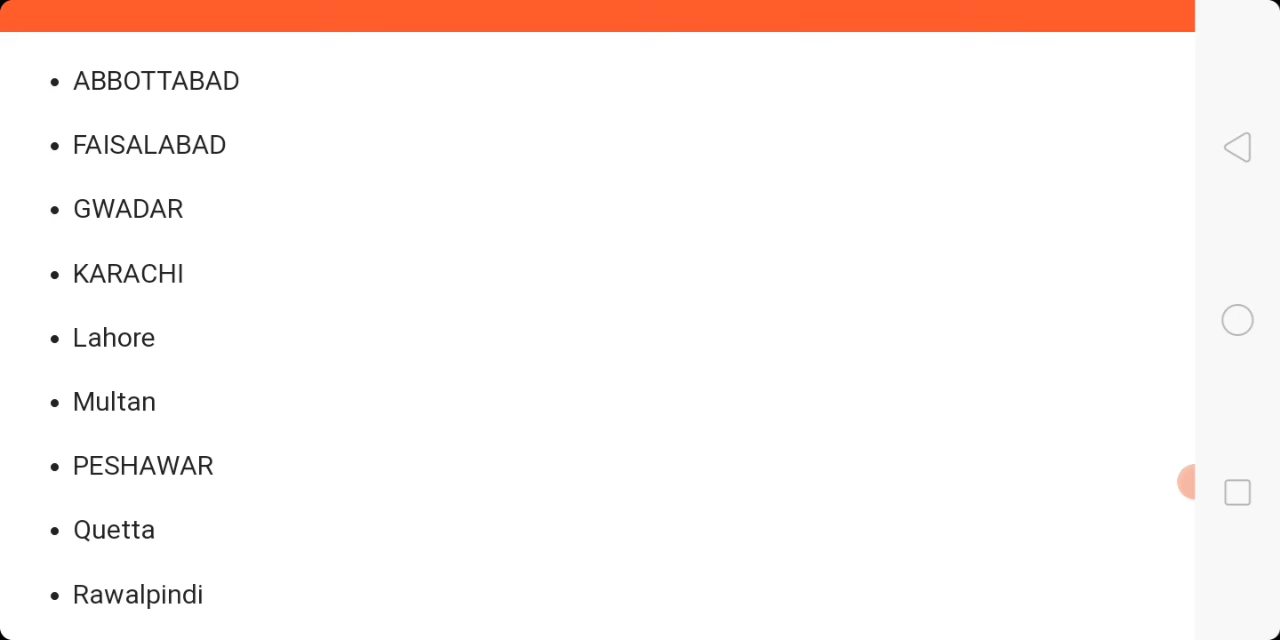 • ABBOTTABAD
• FAISALABAD
• GWADAR
• KARACHI
• Lahore
• Multan
• PESHAWAR
• Quetta
• Rawalpindi